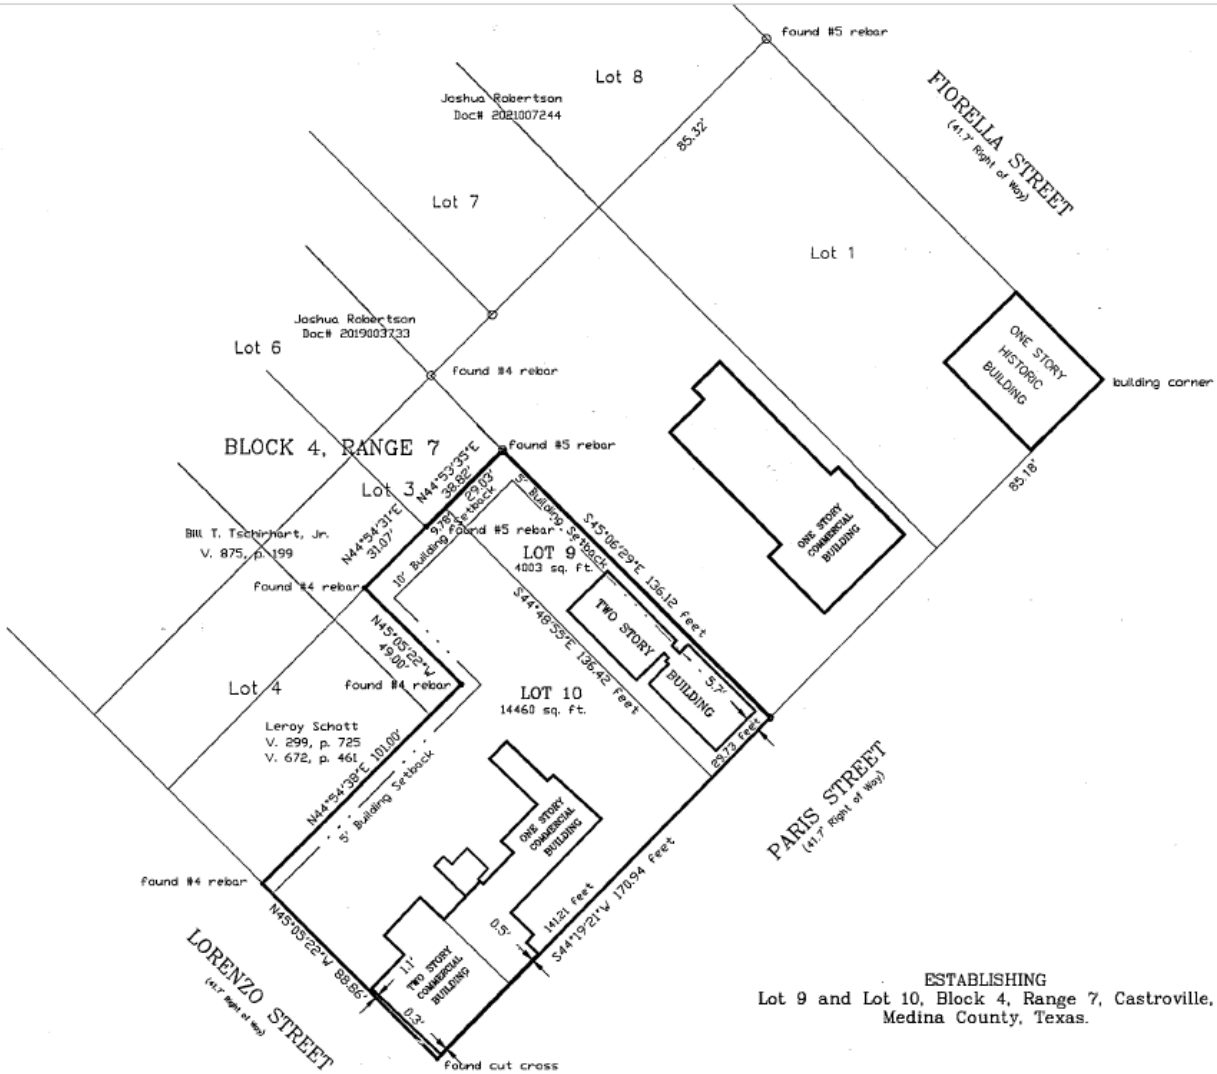 found #5 rebar
Lot 8
FIORELLA STREET
(41.7' Right of Way)
Joshua Robertson
Doc# 2021007244
85.32'
Lot 7
Lot 1
Joshua Robertson
Doc# 2019003733
Lot 6
ONE STORY
HISTORIC
BUILDING
found #4 rebar
building corner
BLOCK 4, RANGE 7
found #5 rebar
85.18'
N44°53'35"E
38.82'
29.03'
9.78'
Lot 3
5' Building Setback
S45°06'29"E 136.12 feet
ONE STORY
COMMERCIAL
BUILDING
Bill T. Tschirhart, Jr.
V. 875, p. 199
N44°54'31"E
31.07'
10' Building Setback
found #5 rebar
LOT 9
4003 sq. ft.
found #4 rebar
S44°48'55"E 136.42 feet
TWO STORY
BUILDING
5.7'
N45°05'22"W
49.00'
Lot 4
found #4 rebar
LOT 10
14460 sq. ft.
Leroy Schott
V. 299, p. 725
V. 672, p. 461
N44°54'38"E 101.00'
5' Building Setback
29.73 feet
PARIS STREET
(41.7' Right of Way)
ONE STORY
COMMERCIAL
BUILDING
found #4 rebar
141.21 feet
S44°19'21"W 170.94 feet
0.5'
N45°05'22"W 88.86'
LORENZO STREET
(41.7' Right of Way)
1.1'
TWO STORY
COMMERCIAL
BUILDING
0.3'
found cut cross
ESTABLISHING
Lot 9 and Lot 10, Block 4, Range 7, Castroville,
Medina County, Texas.